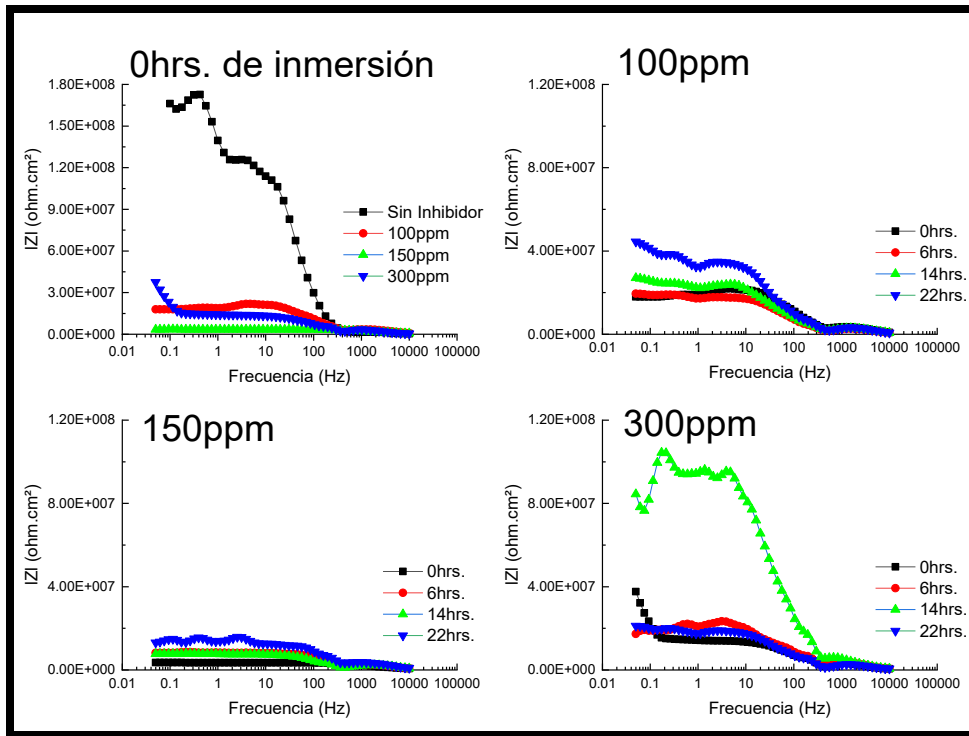 0hrs. de inmersión
1.80E+008
1.50E+008
1.20E+008
9.00E+007
6.00E+007
3.00E+007
0.00E+000
IZI (ohm.cm²)
Sin Inhibidor
100ppm
150ppm
300ppm
0.01 0.1 1 10 100 1000 10000 100000
Frecuencia (Hz)
100ppm
1.20E+008
8.00E+007
4.00E+007
0.00E+000
IZI (ohm.cm²)
0hrs.
6hrs.
14hrs.
22hrs.
0.01 0.1 1 10 100 1000 10000 100000
Frecuencia (Hz)
150ppm
1.20E+008
8.00E+007
4.00E+007
0.00E+000
IZI (ohm.cm²)
0hrs.
6hrs.
14hrs.
22hrs.
0.01 0.1 1 10 100 1000 10000 100000
Frecuencia (Hz)
300ppm
1.20E+008
8.00E+007
4.00E+007
0.00E+000
IZI (ohm.cm²)
0hrs.
6hrs.
14hrs.
22hrs.
0.01 0.1 1 10 100 1000 10000 100000
Frecuencia (Hz)